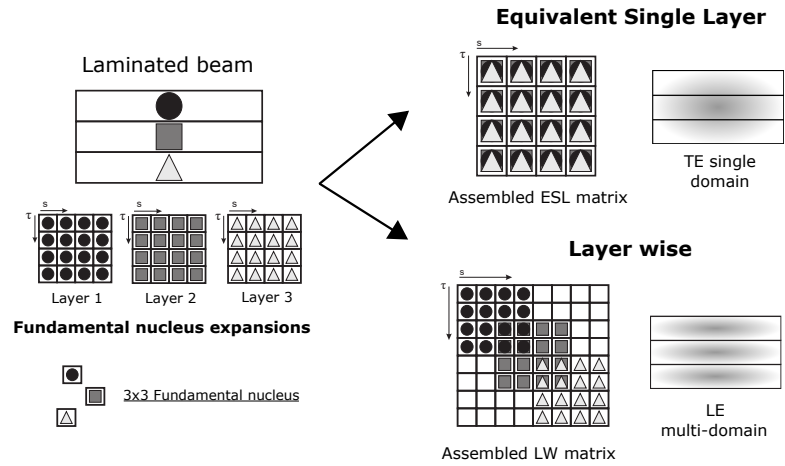 Equivalent Single Layer
Laminated beam
s
τ
TE single
domain
Assembled ESL matrix
s
τ
s
τ
s
τ
Layer 1
Layer 2
Layer 3
Fundamental nucleus expansions
3x3 Fundamental nucleus
Layer wise
s
τ
LE
multi-domain
Assembled LW matrix